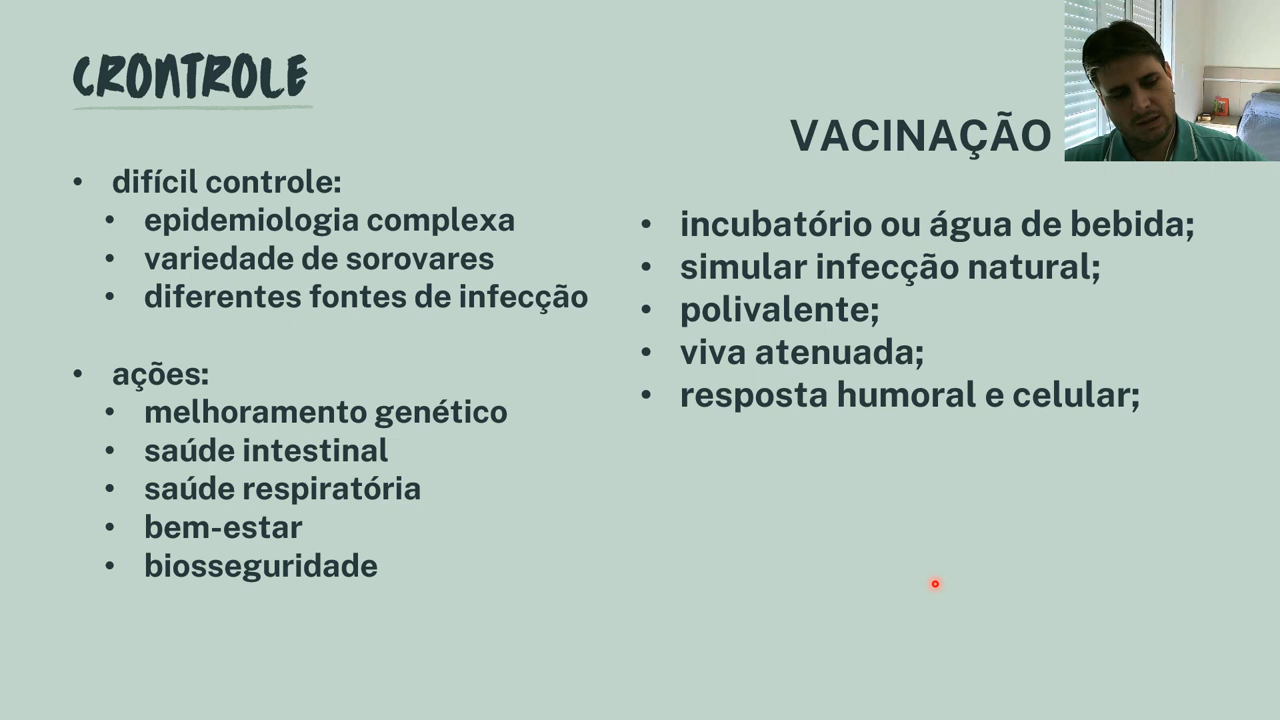 CRONTROLE
• difícil controle:
• epidemiologia complexa
• variedade de sorovares
• diferentes fontes de infecção
• ações:
• melhoramento genético
• saúde intestinal
• saúde respiratória
• bem-estar
• biosseguridade
VACINAÇÃO
• incubatório ou água de bebida;
• simular infecção natural;
• polivalente;
• viva atenuada;
• resposta humoral e celular;